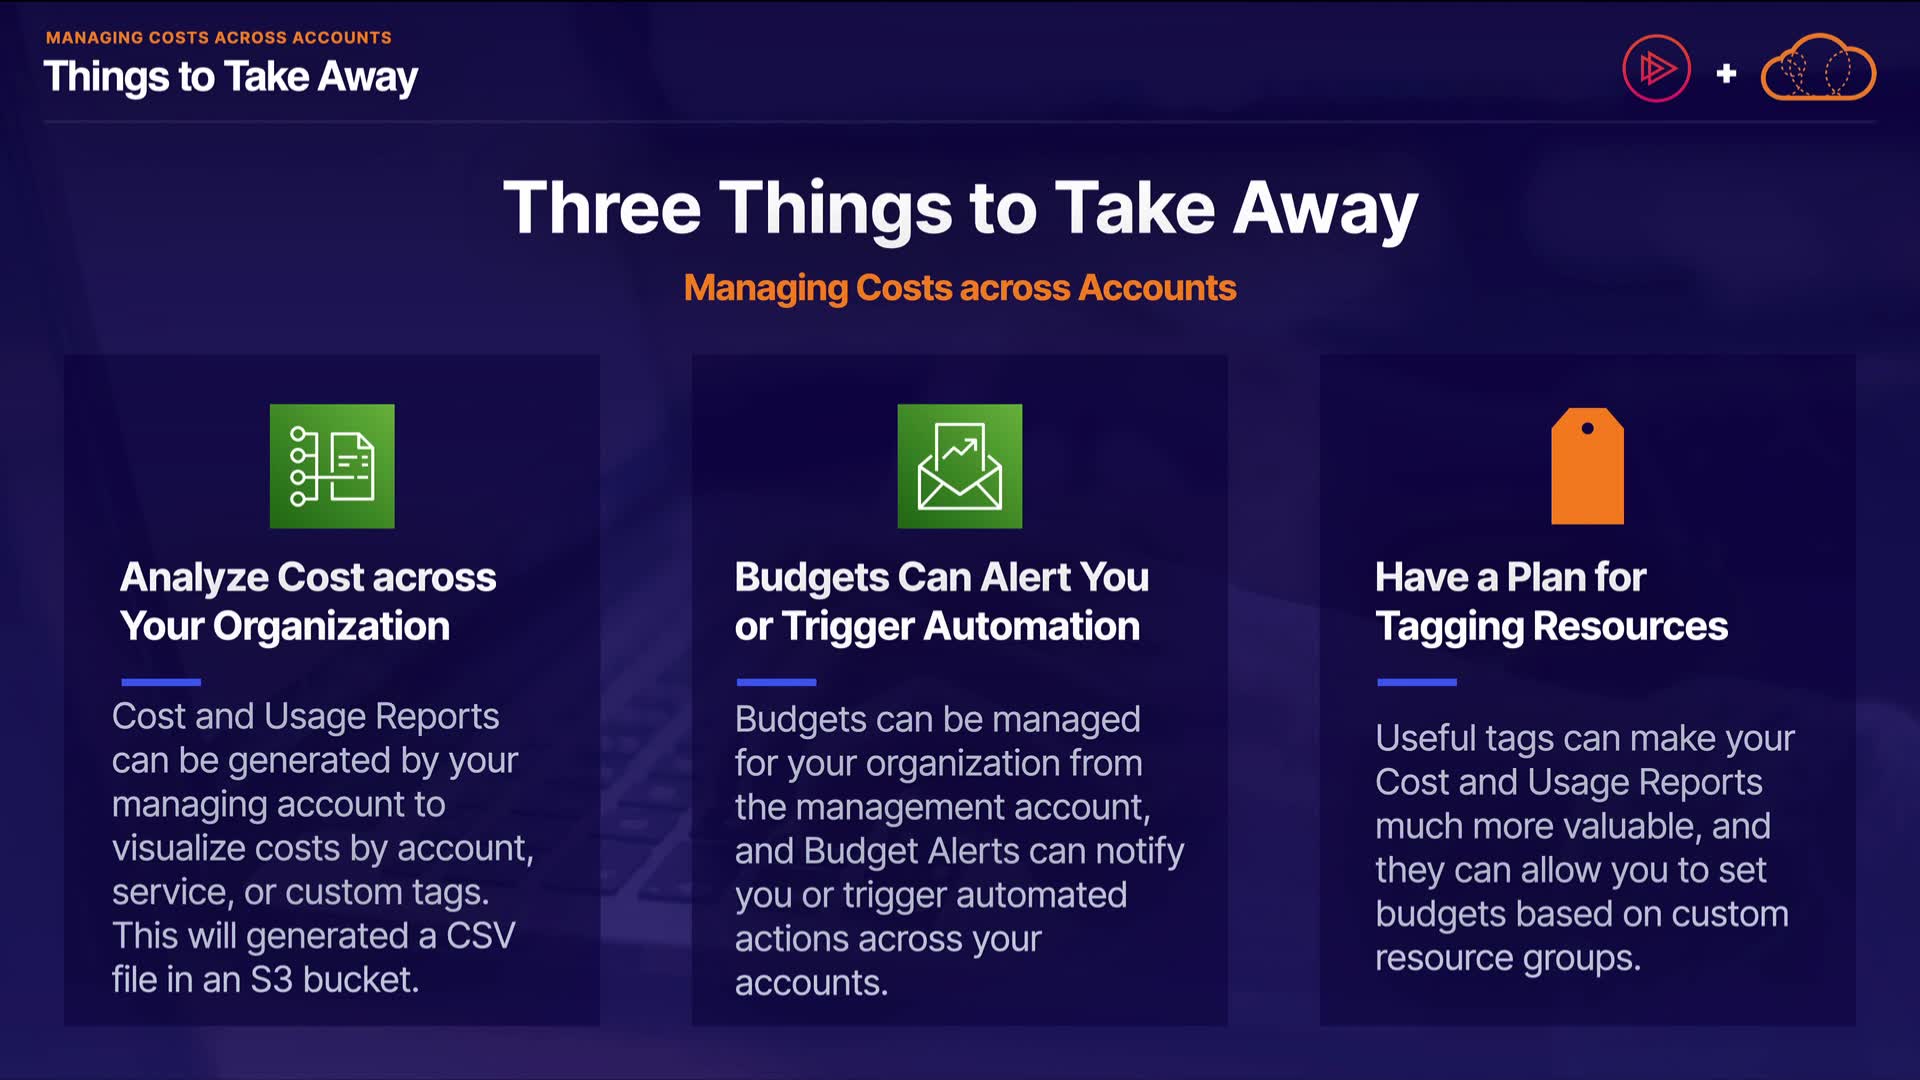 MANAGING COSTS ACROSS ACCOUNTS
Things to Take Away
Three Things to Take Away
Managing Costs across Accounts
Analyze Cost across
Your Organization
Cost and Usage Reports
can be generated by your
managing account to
visualize costs by account,
service, or custom tags.
This will generated a CSV
file in an S3 bucket.
Budgets Can Alert You
or Trigger Automation
Budgets can be managed
for your organization from
the management account,
and Budget Alerts can notify
you or trigger automated
actions across your
accounts.
Have a Plan for
Tagging Resources
Useful tags can make your
Cost and Usage Reports
much more valuable, and
they can allow you to set
budgets based on custom
resource groups.